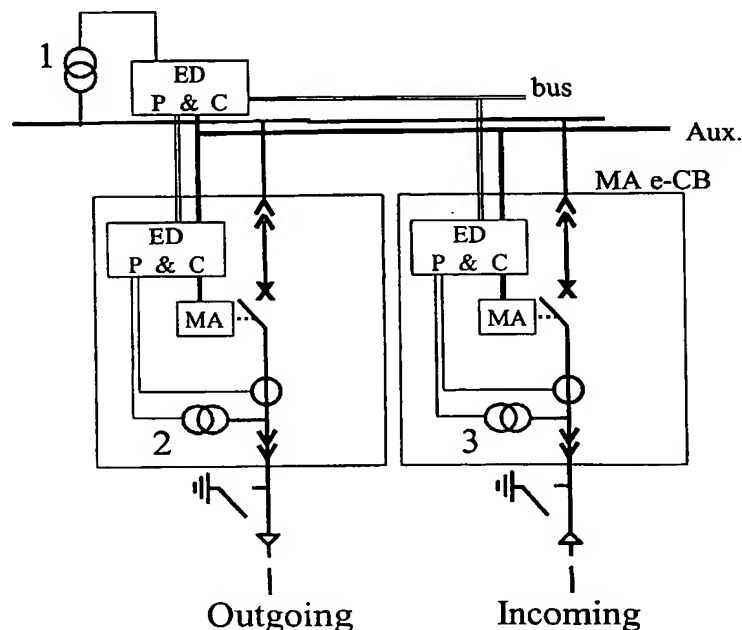 1
ED
P & C
bus
Aux.
MA e-CB
ED
P & C
MA
2
ED
P & C
MA
3
Outgoing
Incoming